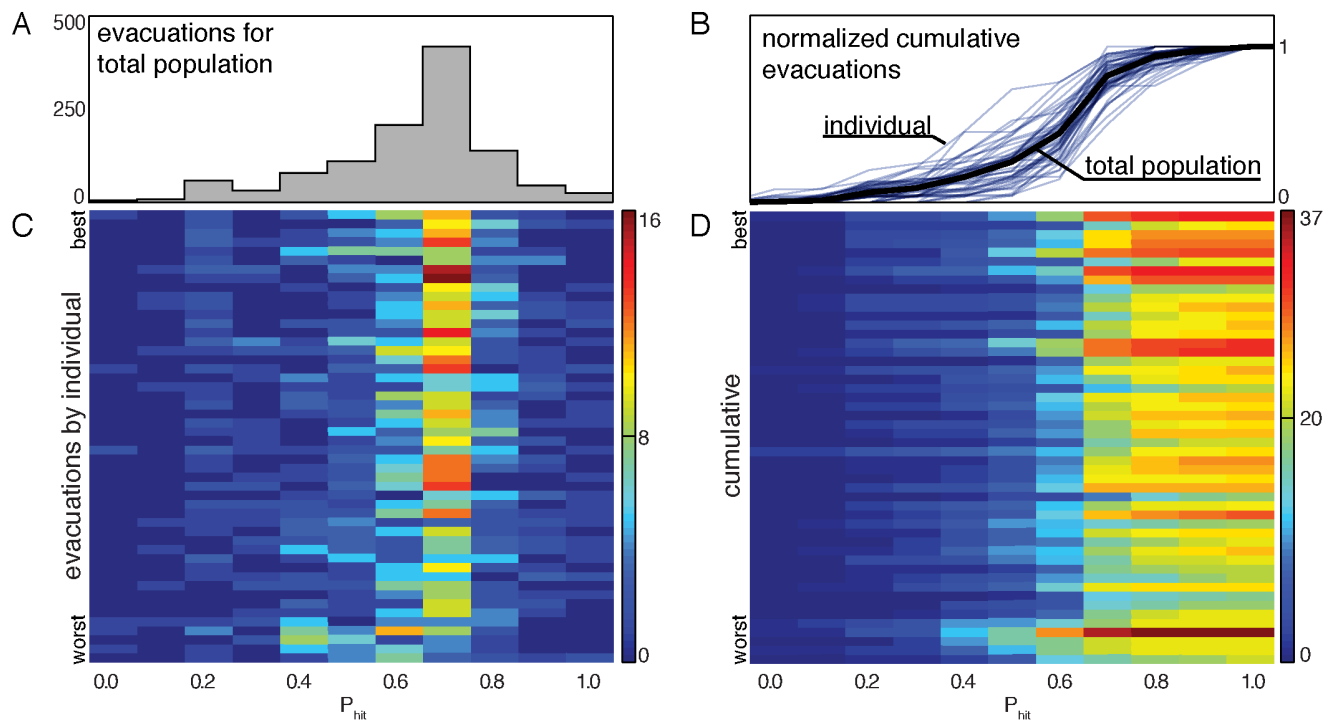 A
500
250
0
evacuations for
total population
B
normalized cumulative
evacuations
individual
total population
1
0
C
best
evacuations by individual
worst
16
8
0
0.0 0.2 0.4 0.6 0.8 1.0
P hit
D
best
cumulative
worst
37
20
0
0.0 0.2 0.4 0.6 0.8 1.0
P hit